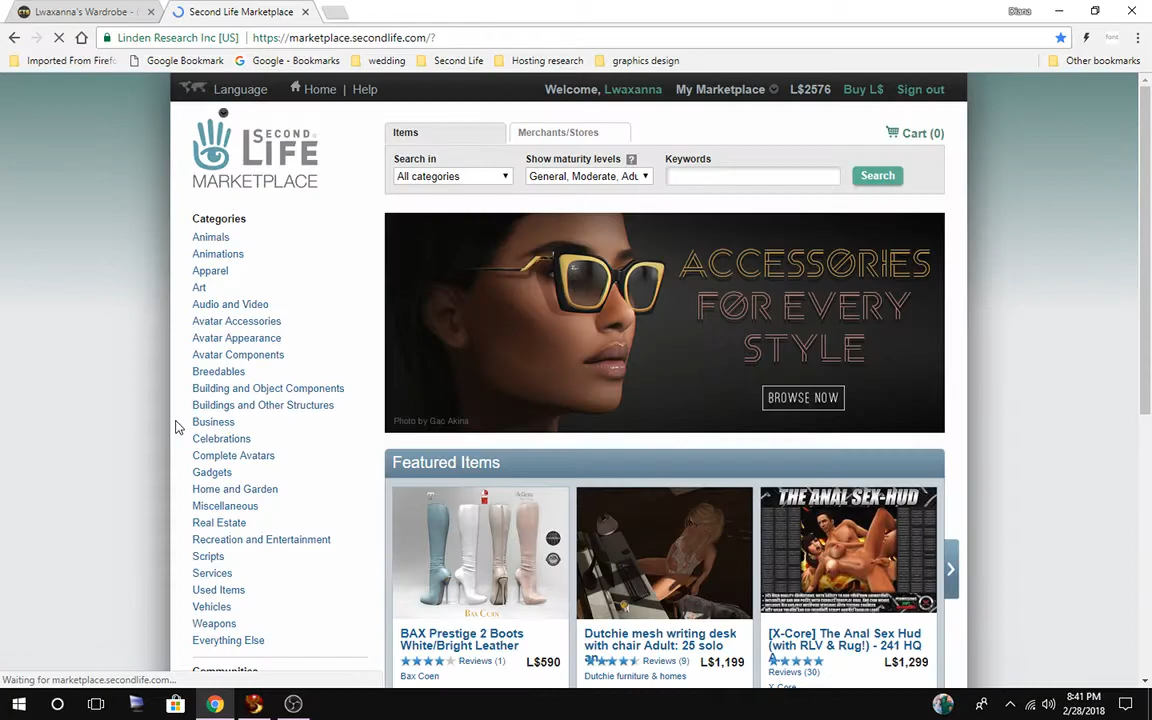 Lwaxanna's Wardrobe -
Second Life Marketplace
Diana
Linden Research Inc [US]
https://marketplace.secondlife.com/?
Imported From Firef
Google Bookmark
Google - Bookmarks
wedding
Second Life
Hosting research
graphics design
Other bookmarks
Language
Home | Help
Welcome, Lwaxanna
My Marketplace
L$2576
Buy L$
Sign out
SECOND
LIFE
MARKETPLACE
Items
Merchants/Stores
Cart (0)
Search in
Show maturity levels ?
Keywords
All categories
General, Moderate, Adu
Search
Categories
Animals
Animations
Apparel
Art
Audio and Video
Avatar Accessories
Avatar Appearance
Avatar Components
Breedables
Building and Object Components
Buildings and Other Structures
Business
Celebrations
Complete Avatars
Gadgets
Home and Garden
Miscellaneous
Real Estate
Recreation and Entertainment
Scripts
Services
Used Items
Vehicles
Weapons
Everything Else
Communities
ACCESSORIES
FOR EVERY
STYLE
BROWSE NOW
Photo by Gac Akina
Featured Items
BAX COEN
THE ANAL SEX-HUD
BAX Prestige 2 Boots
White/Bright Leather
Reviews (1)
L$590
Bax Coen
Dutchie mesh writing desk
with chair Adult: 25 solo
an
Reviews (9)
L$1,199
Dutchie furniture & homes
[X-Core] The Anal Sex Hud
(with RLV & Rug!) - 241 HQ
A
Reviews (30)
L$1,299
X-Core
Waiting for marketplace.secondlife.com...
8:41 PM
2/28/2018